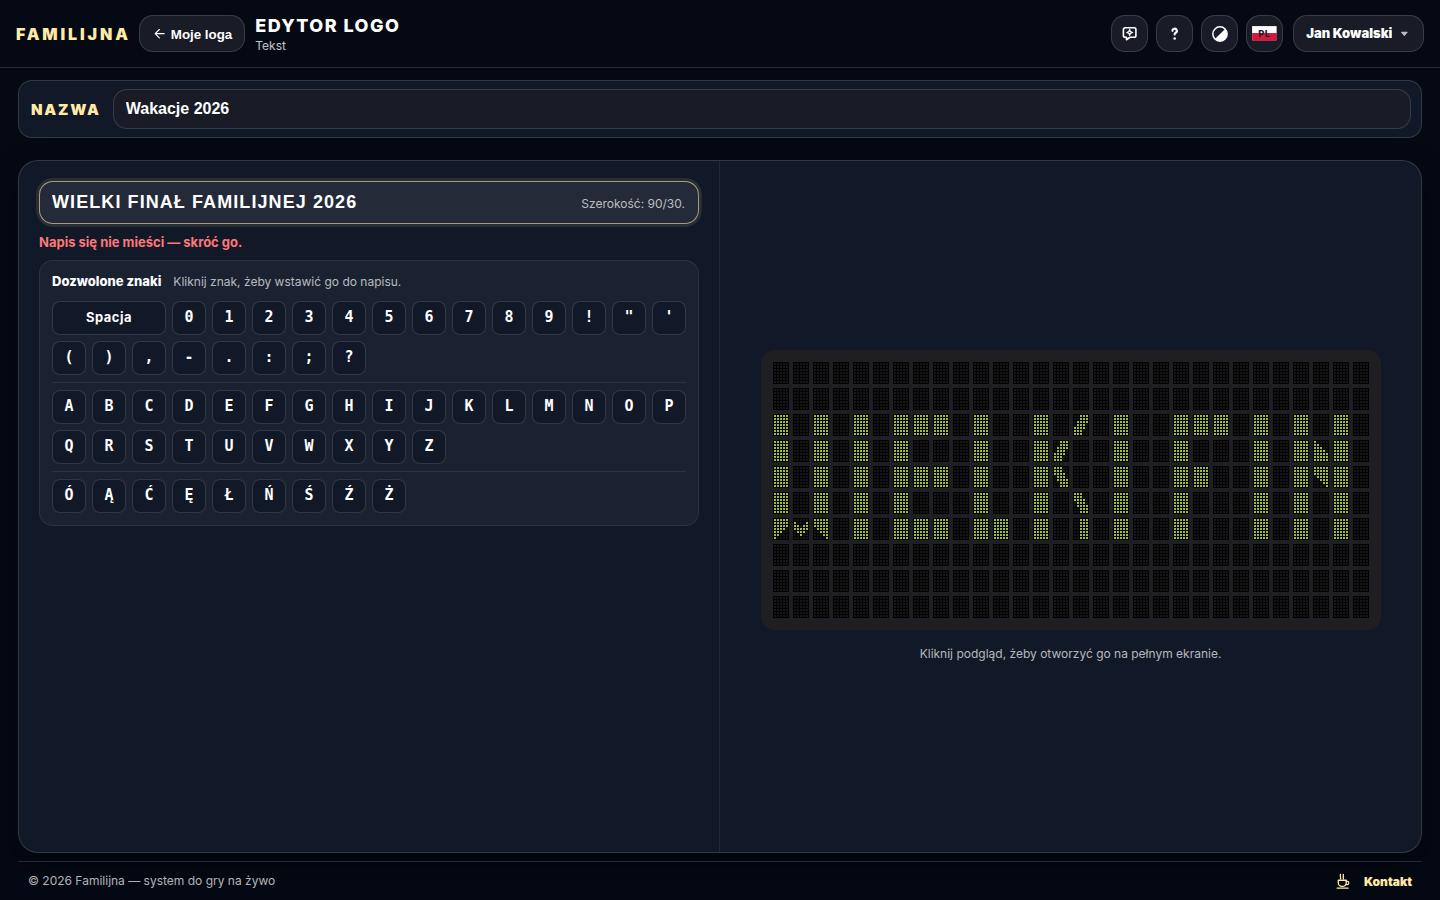 FAMILIJNA
← Moje loga
EDYTOR LOGO
Tekst
?
PL
Jan Kowalski
NAZWA
Wakacje 2026
WIELKI FINAŁ FAMILIJNEJ 2026
Szerokość: 90/30.
Napis się nie mieści — skróć go.
Dozwolone znaki
Kliknij znak, żeby wstawić go do napisu.
Spacja 0 1 2 3 4 5 6 7 8 9 ! " '
( ) , - . : ; ?
A B C D E F G H I J K L M N O P
Q R S T U V W X Y Z
Ó Ą Ć Ę Ł Ń Ś Ź Ż
WIELKI FIN
Kliknij podgląd, żeby otworzyć go na pełnym ekranie.
© 2026 Familijna — system do gry na żywo
Kontakt